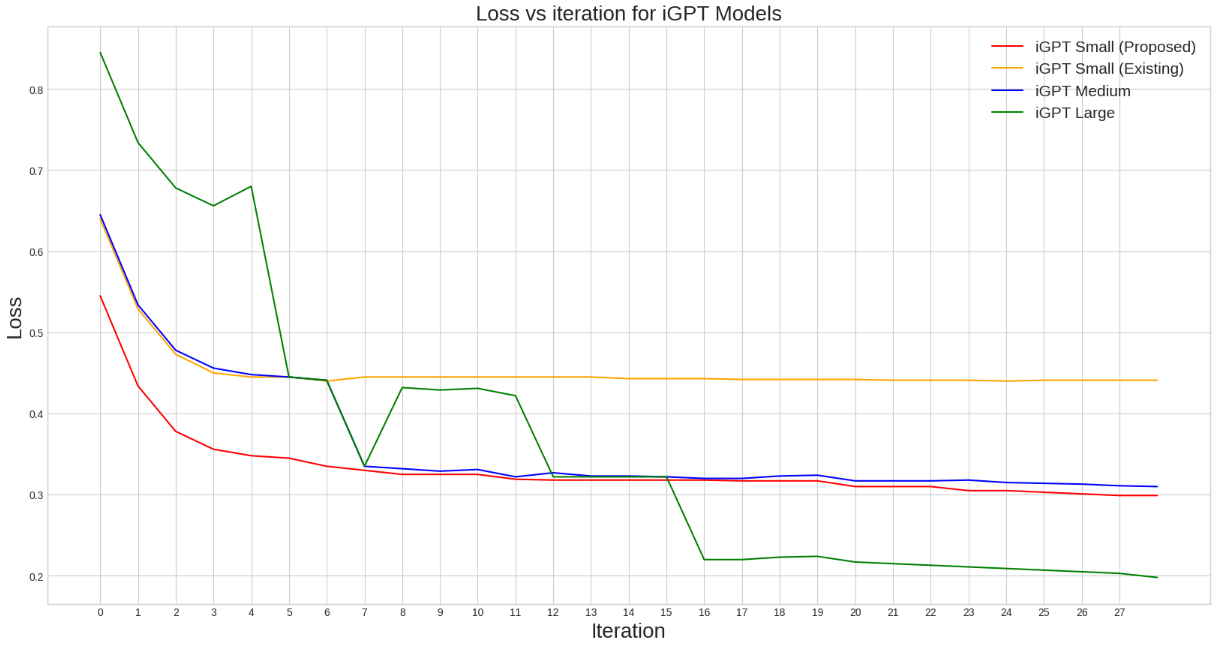 Loss vs iteration for iGPT Models
iGPT Small (Proposed)
iGPT Small (Existing)
iGPT Medium
iGPT Large
Loss
0.8
0.7
0.6
0.5
0.4
0.3
0.2
0 1 2 3 4 5 6 7 8 9 10 11 12 13 14 15 16 17 18 19 20 21 22 23 24 25 26 27
Iteration